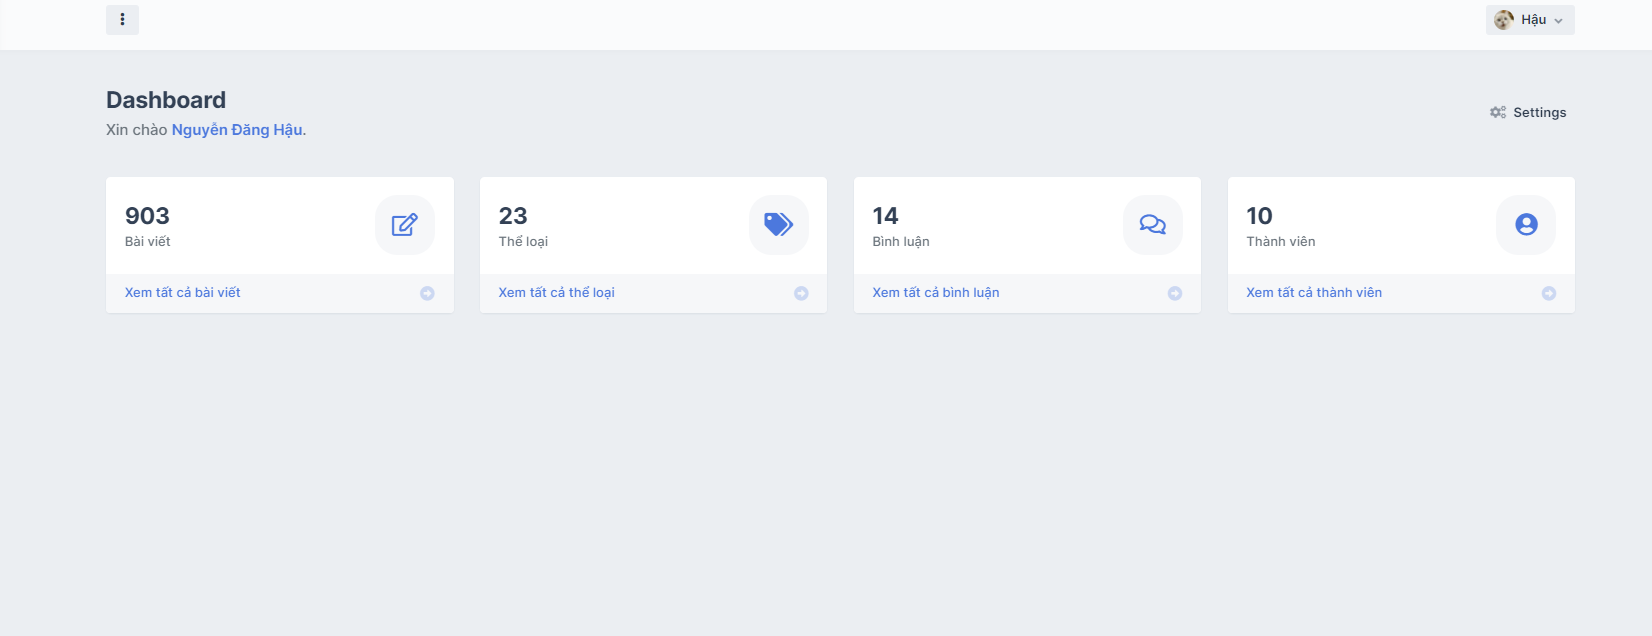 Hậu
Dashboard
Xin chào Nguyễn Đăng Hậu.
Settings
903
Bài viết
Xem tất cả bài viết
23
Thể loại
Xem tất cả thể loại
14
Bình luận
Xem tất cả bình luận
10
Thành viên
Xem tất cả thành viên